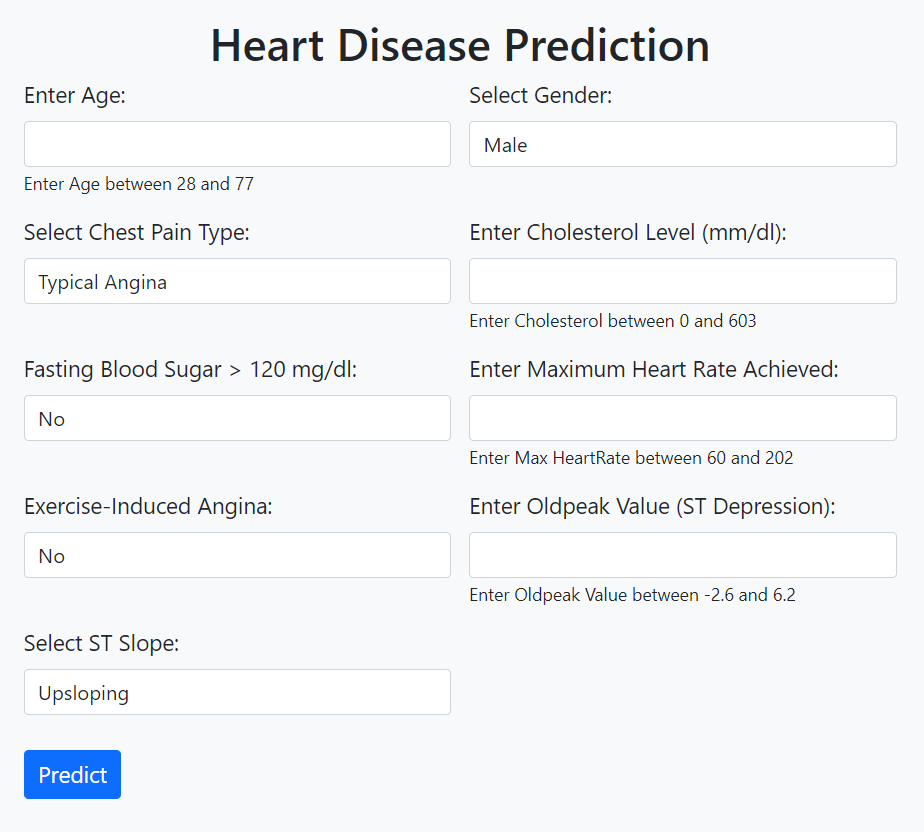 Heart Disease Prediction
Enter Age:
Select Gender:
Male
Enter Age between 28 and 77
Select Chest Pain Type:
Enter Cholesterol Level (mm/dl):
Typical Angina
Enter Cholesterol between 0 and 603
Fasting Blood Sugar > 120 mg/dl:
Enter Maximum Heart Rate Achieved:
No
Enter Max HeartRate between 60 and 202
Exercise-Induced Angina:
Enter Oldpeak Value (ST Depression):
No
Enter Oldpeak Value between -2.6 and 6.2
Select ST Slope:
Upsloping
Predict